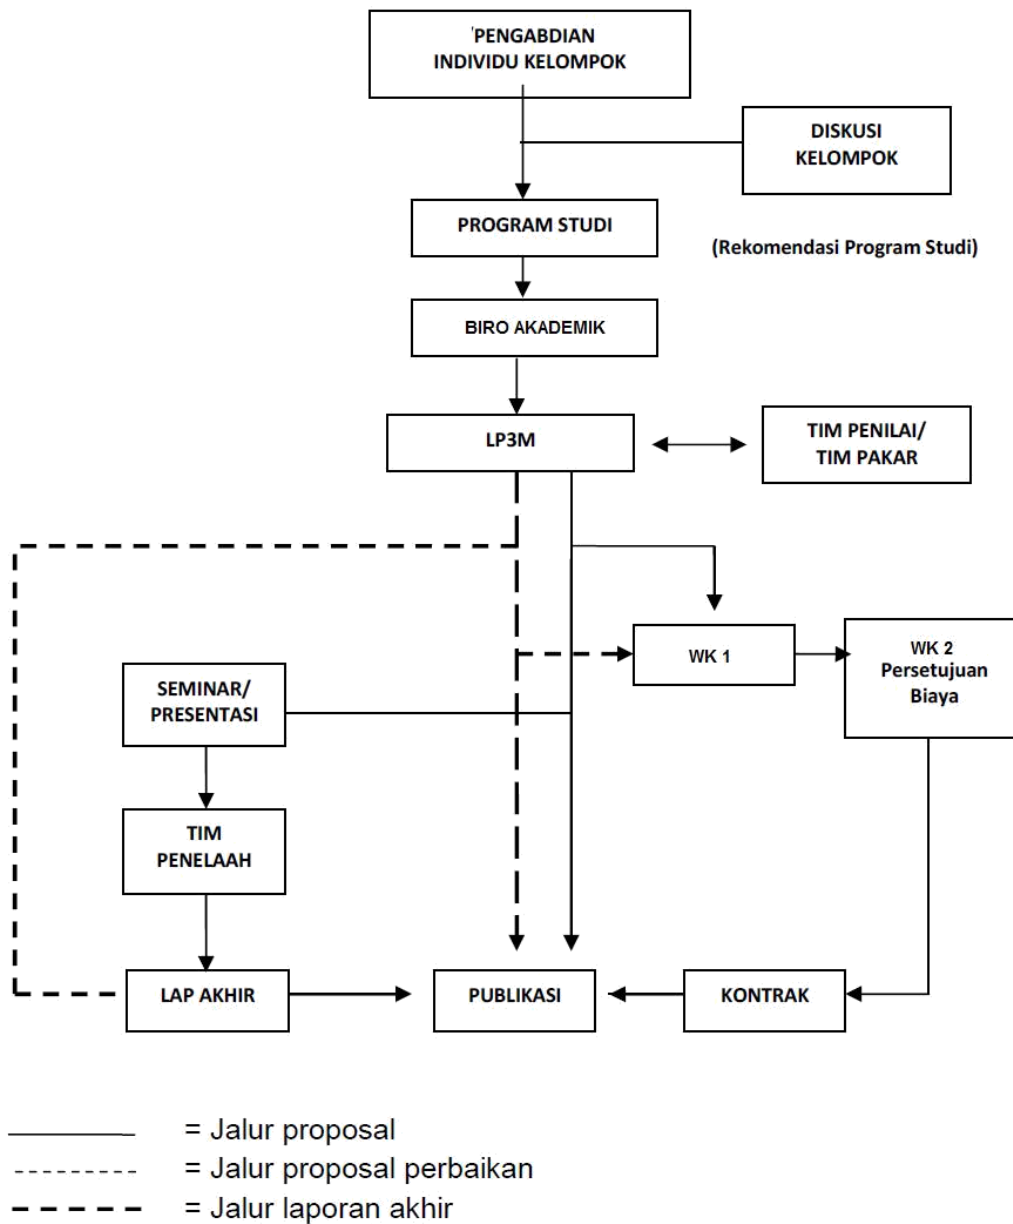 'PENGABDIAN
INDIVIDU KELOMPOK
DISKUSI
KELOMPOK
PROGRAM STUDI
(Rekomendasi Program Studi)
BIRO AKADEMIK
LP3M
TIM PENILAI/
TIM PAKAR
WK 1
WK 2
Persetujuan
Biaya
SEMINAR/
PRESENTASI
TIM
PENELAAH
LAP AKHIR
PUBLIKASI
KONTRAK
= Jalur proposal
= Jalur proposal perbaikan
= Jalur laporan akhir